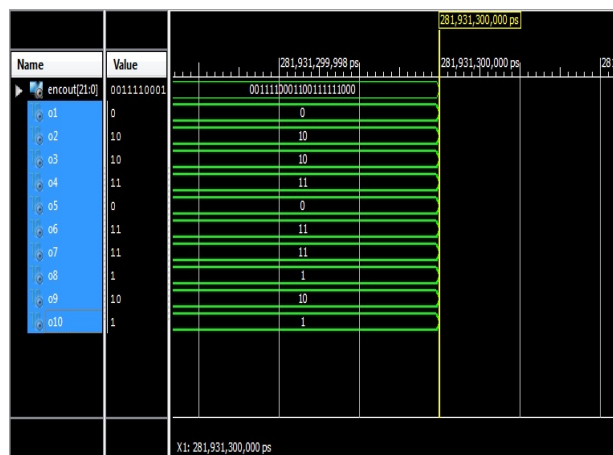 281,931,300,000 ps
Name Value 281,931,299,998 ps 281,931,300,000 ps 281
encout[21:0] 0011110001 0011110001100111111000
o1 0 0
o2 10 10
o3 10 10
o4 11 11
o5 0 0
o6 11 11
o7 11 11
o8 1 1
o9 10 10
o10 1 1
X1: 281,931,300,000 ps